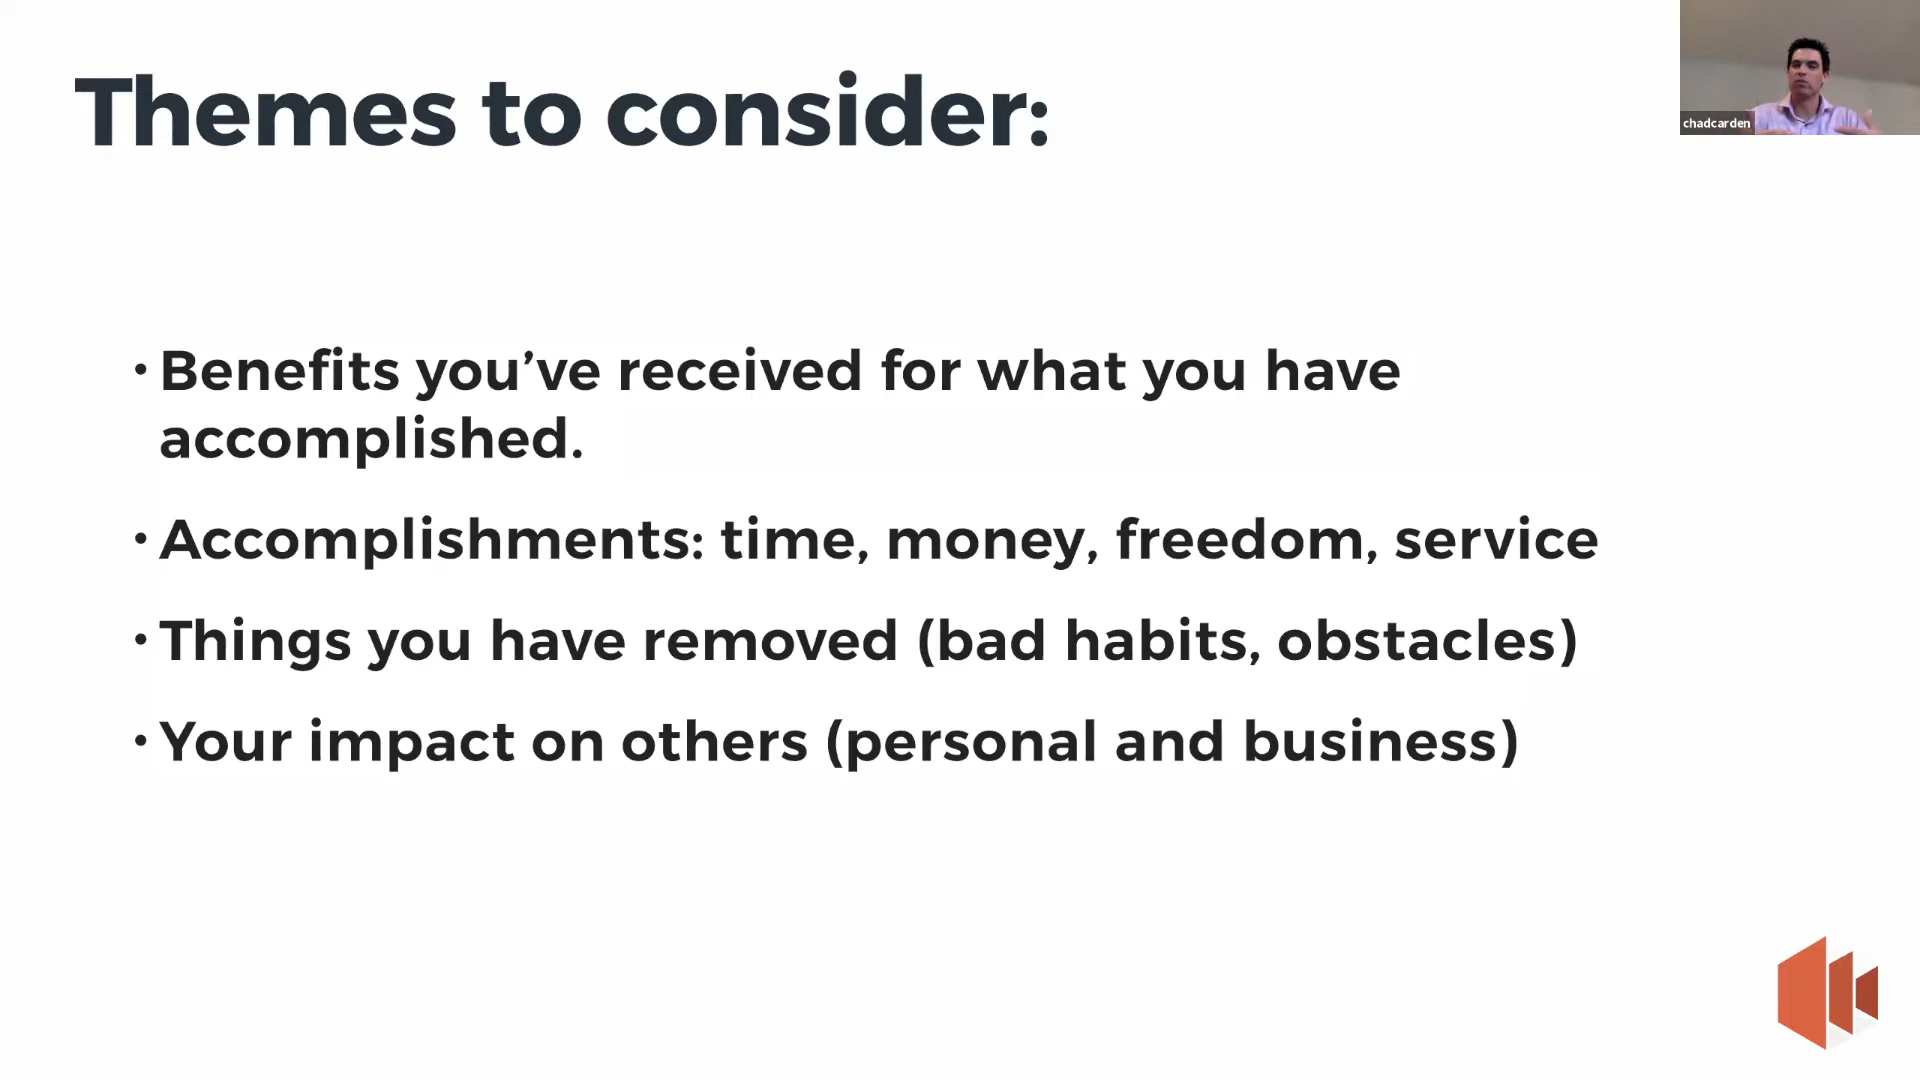 Themes to consider:
chadcarden
• Benefits you’ve received for what you have
accomplished.
• Accomplishments: time, money, freedom, service
• Things you have removed (bad habits, obstacles)
• Your impact on others (personal and business)